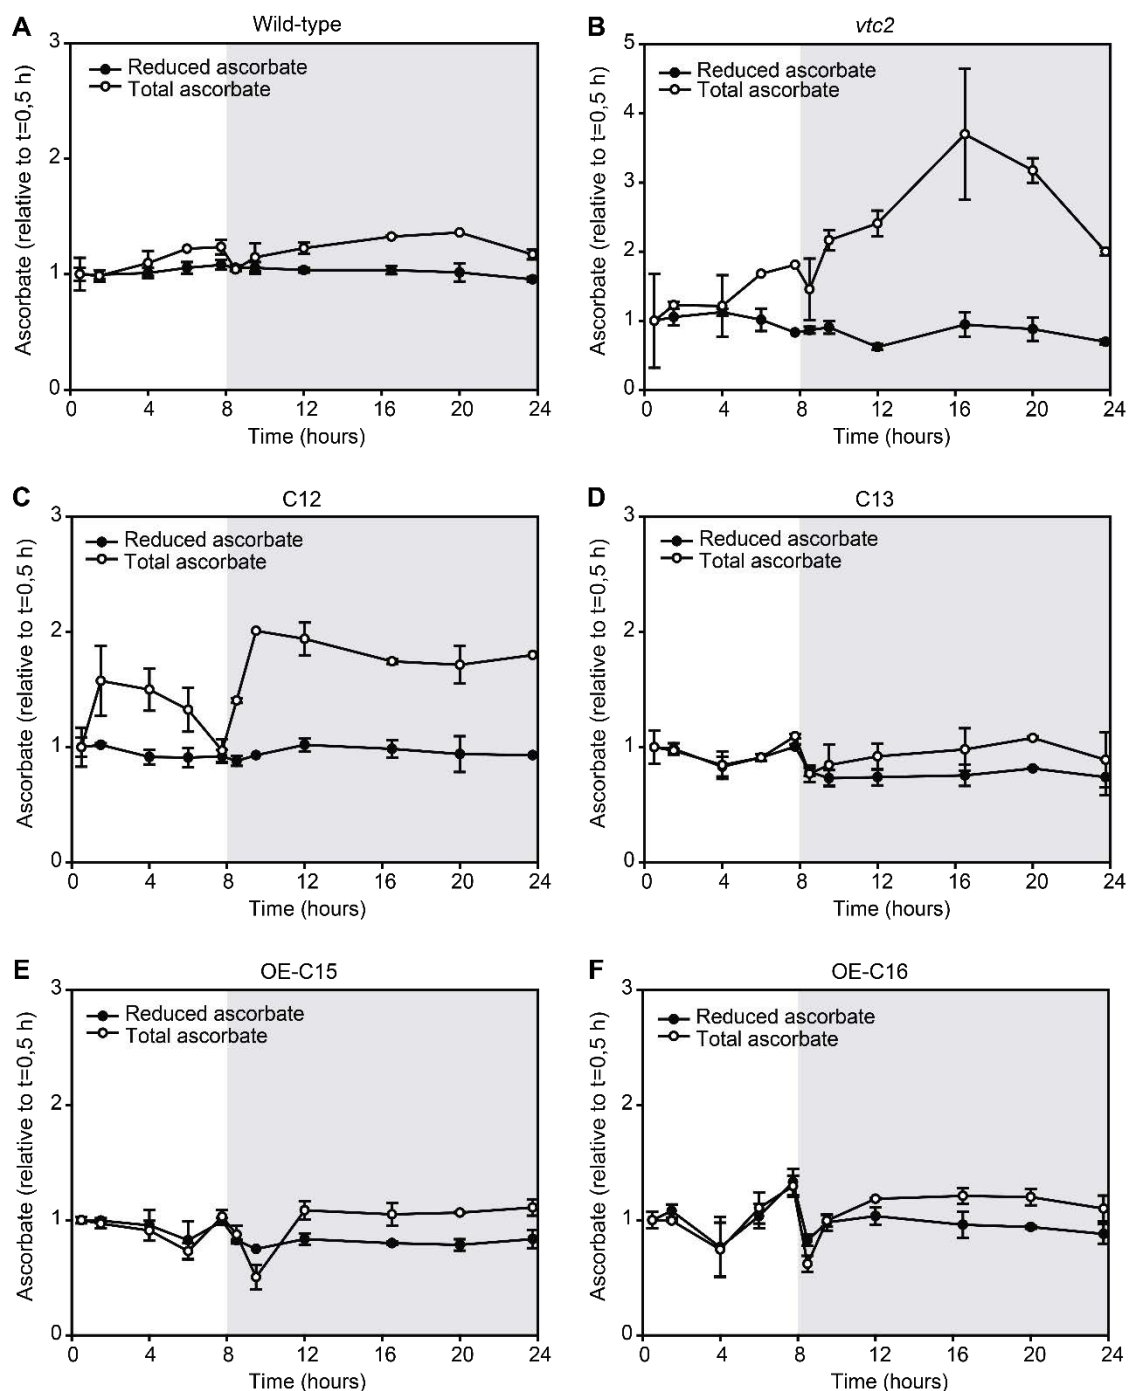 A Wild-type
3
2
1
0
Ascorbate (relative to t=0,5 h)
Reduced ascorbate
Total ascorbate
0 4 8 12 16 20 24
Time (hours)
B vtc2
5
4
3
2
1
0
Ascorbate (relative to t=0,5 h)
Reduced ascorbate
Total ascorbate
0 4 8 12 16 20 24
Time (hours)
C C12
3
2
1
0
Ascorbate (relative to t=0,5 h)
Reduced ascorbate
Total ascorbate
0 4 8 12 16 20 24
Time (hours)
D C13
3
2
1
0
Ascorbate (relative to t=0,5 h)
Reduced ascorbate
Total ascorbate
0 4 8 12 16 20 24
Time (hours)
E OE-C15
3
2
1
0
Ascorbate (relative to t=0,5 h)
Reduced ascorbate
Total ascorbate
0 4 8 12 16 20 24
Time (hours)
F OE-C16
3
2
1
0
Ascorbate (relative to t=0,5 h)
Reduced ascorbate
Total ascorbate
0 4 8 12 16 20 24
Time (hours)